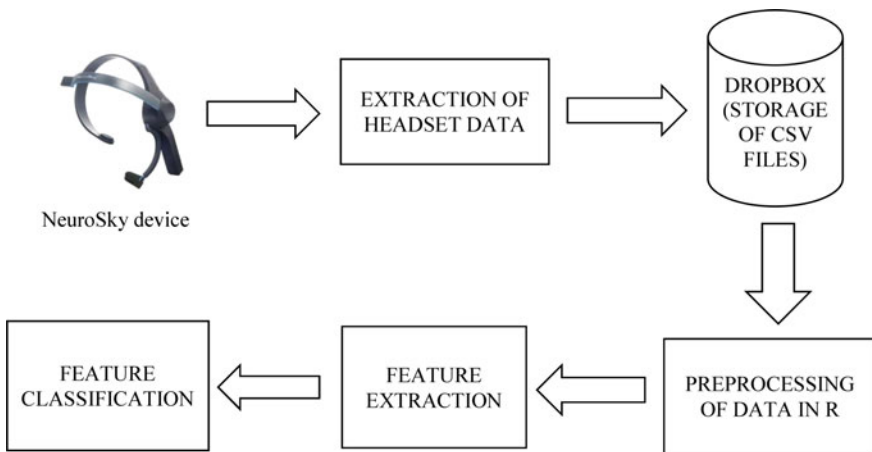 NeuroSky device
EXTRACTION OF
HEADSET DATA
DROPBOX
(STORAGE
OF CSV
FILES)
PREPROCESSING
OF DATA IN R
FEATURE
EXTRACTION
FEATURE
CLASSIFICATION